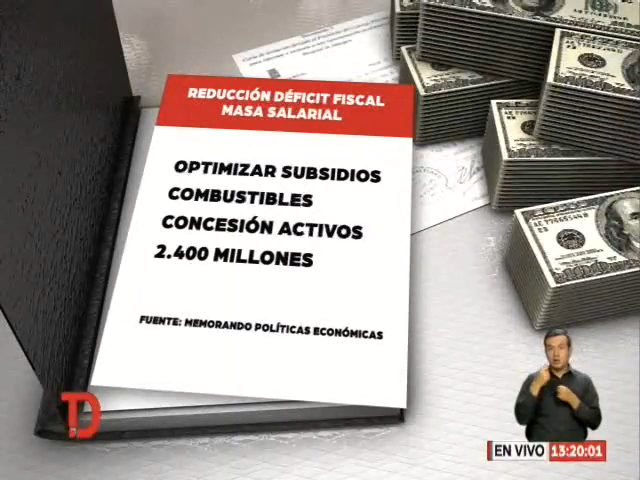 REDUCCIÓN DÉFICIT FISCAL
MASA SALARIAL
OPTIMIZAR SUBSIDIOS
COMBUSTIBLES
CONCESIÓN ACTIVOS
2.400 MILLONES
FUENTE: MEMORANDO POLÍTICAS ECONÓMICAS
TD
EN VIVO 13:20:01